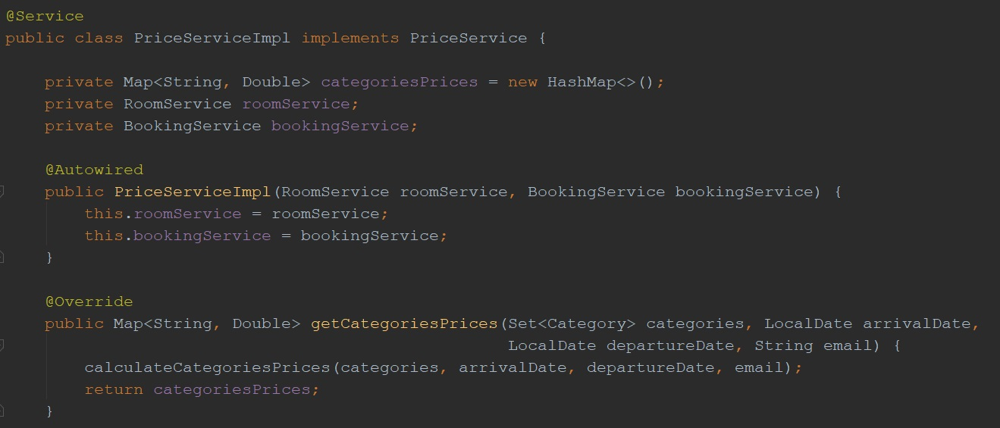 @Service
public class PriceServiceImpl implements PriceService {
private Map<String, Double> categoriesPrices = new HashMap<>();
private RoomService roomService;
private BookingService bookingService;
@Autowired
public PriceServiceImpl(RoomService roomService, BookingService bookingService) {
this.roomService = roomService;
this.bookingService = bookingService;
}
@Override
public Map<String, Double> getCategoriesPrices(Set<Category> categories, LocalDate arrivalDate,
LocalDate departureDate, String email) {
calculateCategoriesPrices(categories, arrivalDate, departureDate, email);
return categoriesPrices;
}